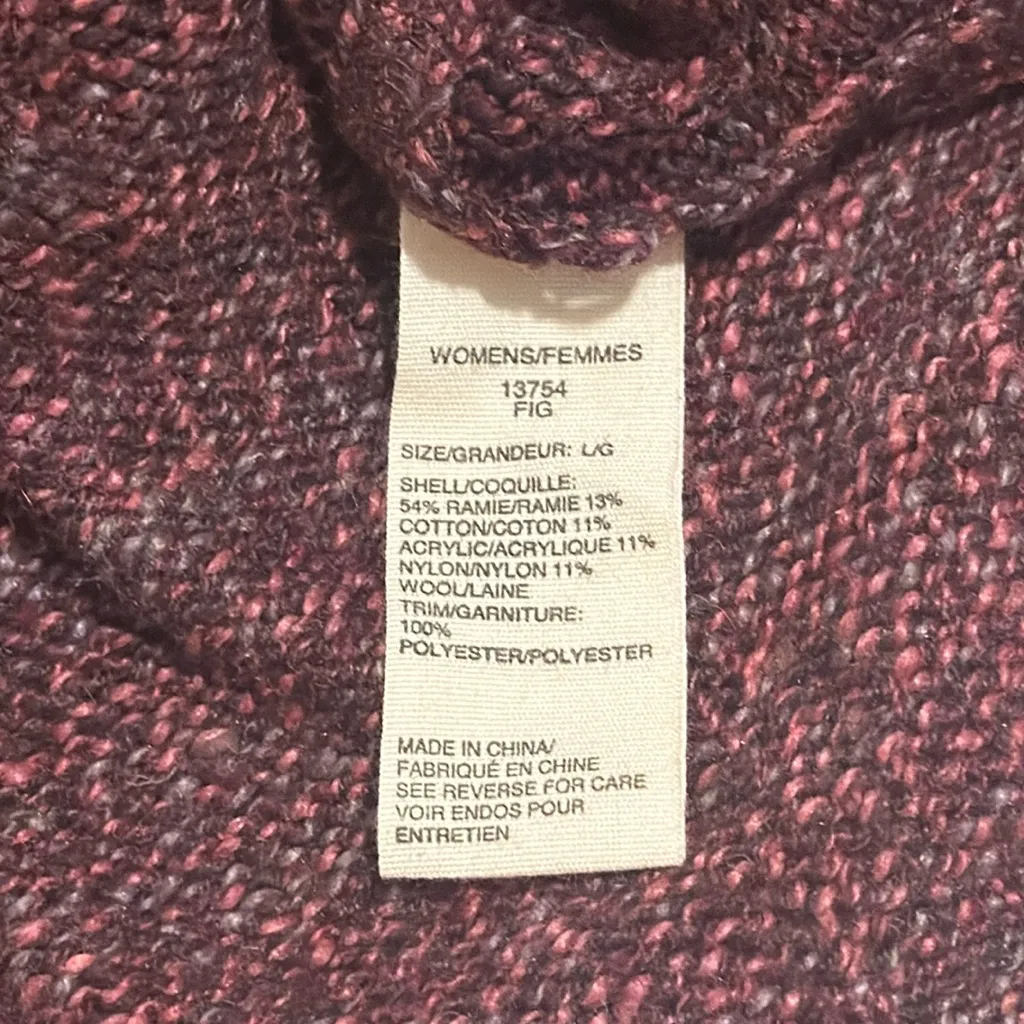 WOMENS/FEMMES
13754
FIG
SIZE/GRANDEUR: L/G
SHELL/COQUILLE:
54% RAMIE/RAMIE 13%
COTTON/COTON 11%
ACRYLIC/ACRYLIQUE 11%
NYLON/NYLON 11%
WOOL/LAINE
TRIM/GARNITURE:
100%
POLYESTER/POLYESTER
MADE IN CHINA/
FABRIQUÉ EN CHINE
SEE REVERSE FOR CARE
VOIR ENDOS POUR
ENTRETIEN